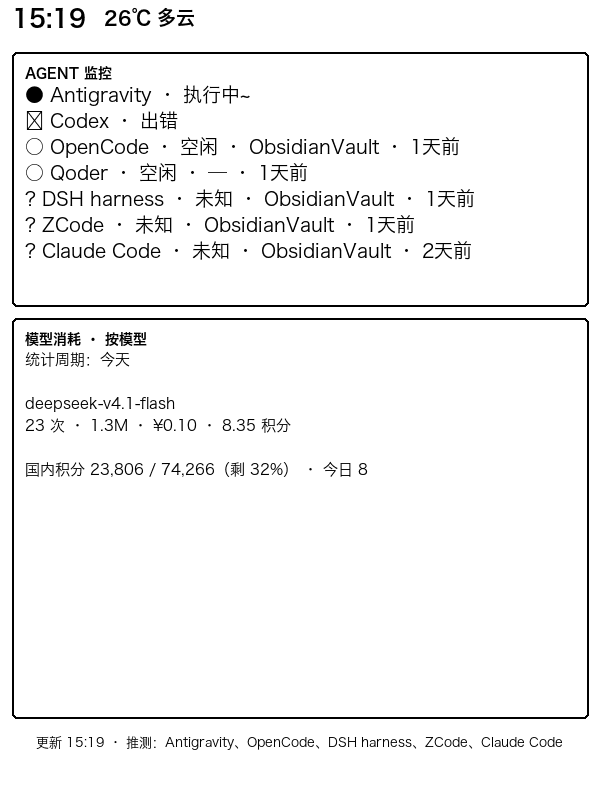 15:19 26℃ 多云
AGENT 监控
● Antigravity · 执行中~
☒ Codex · 出错
○ OpenCode · 空闲 · ObsidianVault · 1天前
○ Qoder · 空闲 · — · 1天前
? DSH harness · 未知 · ObsidianVault · 1天前
? ZCode · 未知 · ObsidianVault · 1天前
? Claude Code · 未知 · ObsidianVault · 2天前
模型消耗 · 按模型
统计周期：今天
deepseek-v4.1-flash
23 次 · 1.3M · ¥0.10 · 8.35 积分
国内积分 23,806 / 74,266（剩 32%） · 今日 8
更新 15:19 · 推测：Antigravity、OpenCode、DSH harness、ZCode、Claude Code